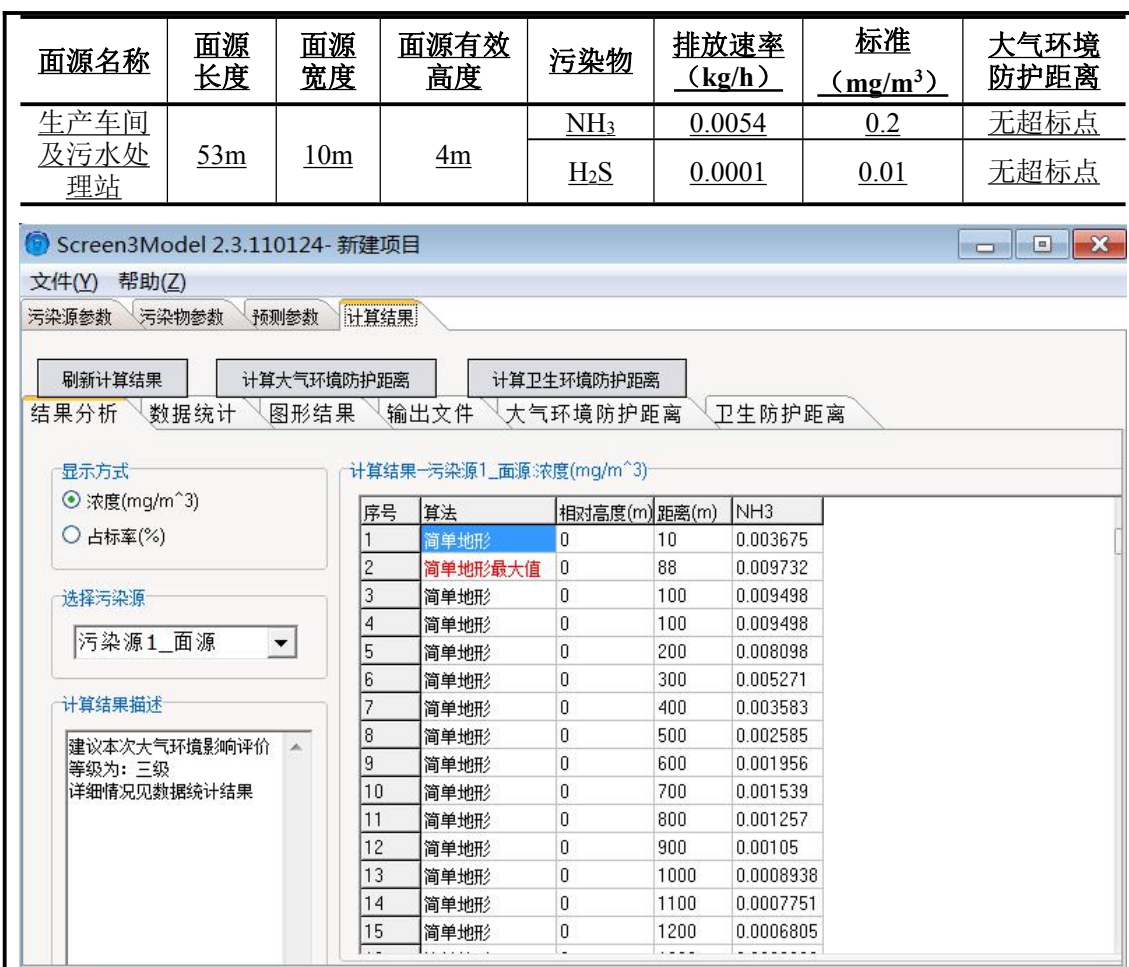 面源名称 面源长度 面源宽度 面源有效高度 污染物 排放速率（kg/h） 标准（mg/m³） 大气环境防护距离
生产车间及污水处理站 53m 10m 4m NH₃ 0.0054 0.2 无超标点
H₂S 0.0001 0.01 无超标点
Screen3Model 2.3.110124- 新建项目
文件(Y) 帮助(Z)
污染源参数 污染物参数 预测参数 计算结果
刷新计算结果 计算大气环境防护距离 计算卫生环境防护距离
结果分析 数据统计 图形结果 输出文件 大气环境防护距离 卫生防护距离
显示方式
浓度(mg/m^3)
占标率(%)
选择污染源
污染源1_面源
计算结果描述
建议本次大气环境影响评价
等级为：三级
详细情况见数据统计结果
计算结果—污染源1_面源:浓度(mg/m^3)
序号 算法 相对高度(m) 距离(m) NH3
1 简单地形 0 10 0.003675
2 简单地形最大值 0 88 0.009732
3 简单地形 0 100 0.009498
4 简单地形 0 100 0.009498
5 简单地形 0 200 0.008098
6 简单地形 0 300 0.005271
7 简单地形 0 400 0.003583
8 简单地形 0 500 0.002585
9 简单地形 0 600 0.001956
10 简单地形 0 700 0.001539
11 简单地形 0 800 0.001257
12 简单地形 0 900 0.00105
13 简单地形 0 1000 0.0008938
14 简单地形 0 1100 0.0007751
15 简单地形 0 1200 0.0006805